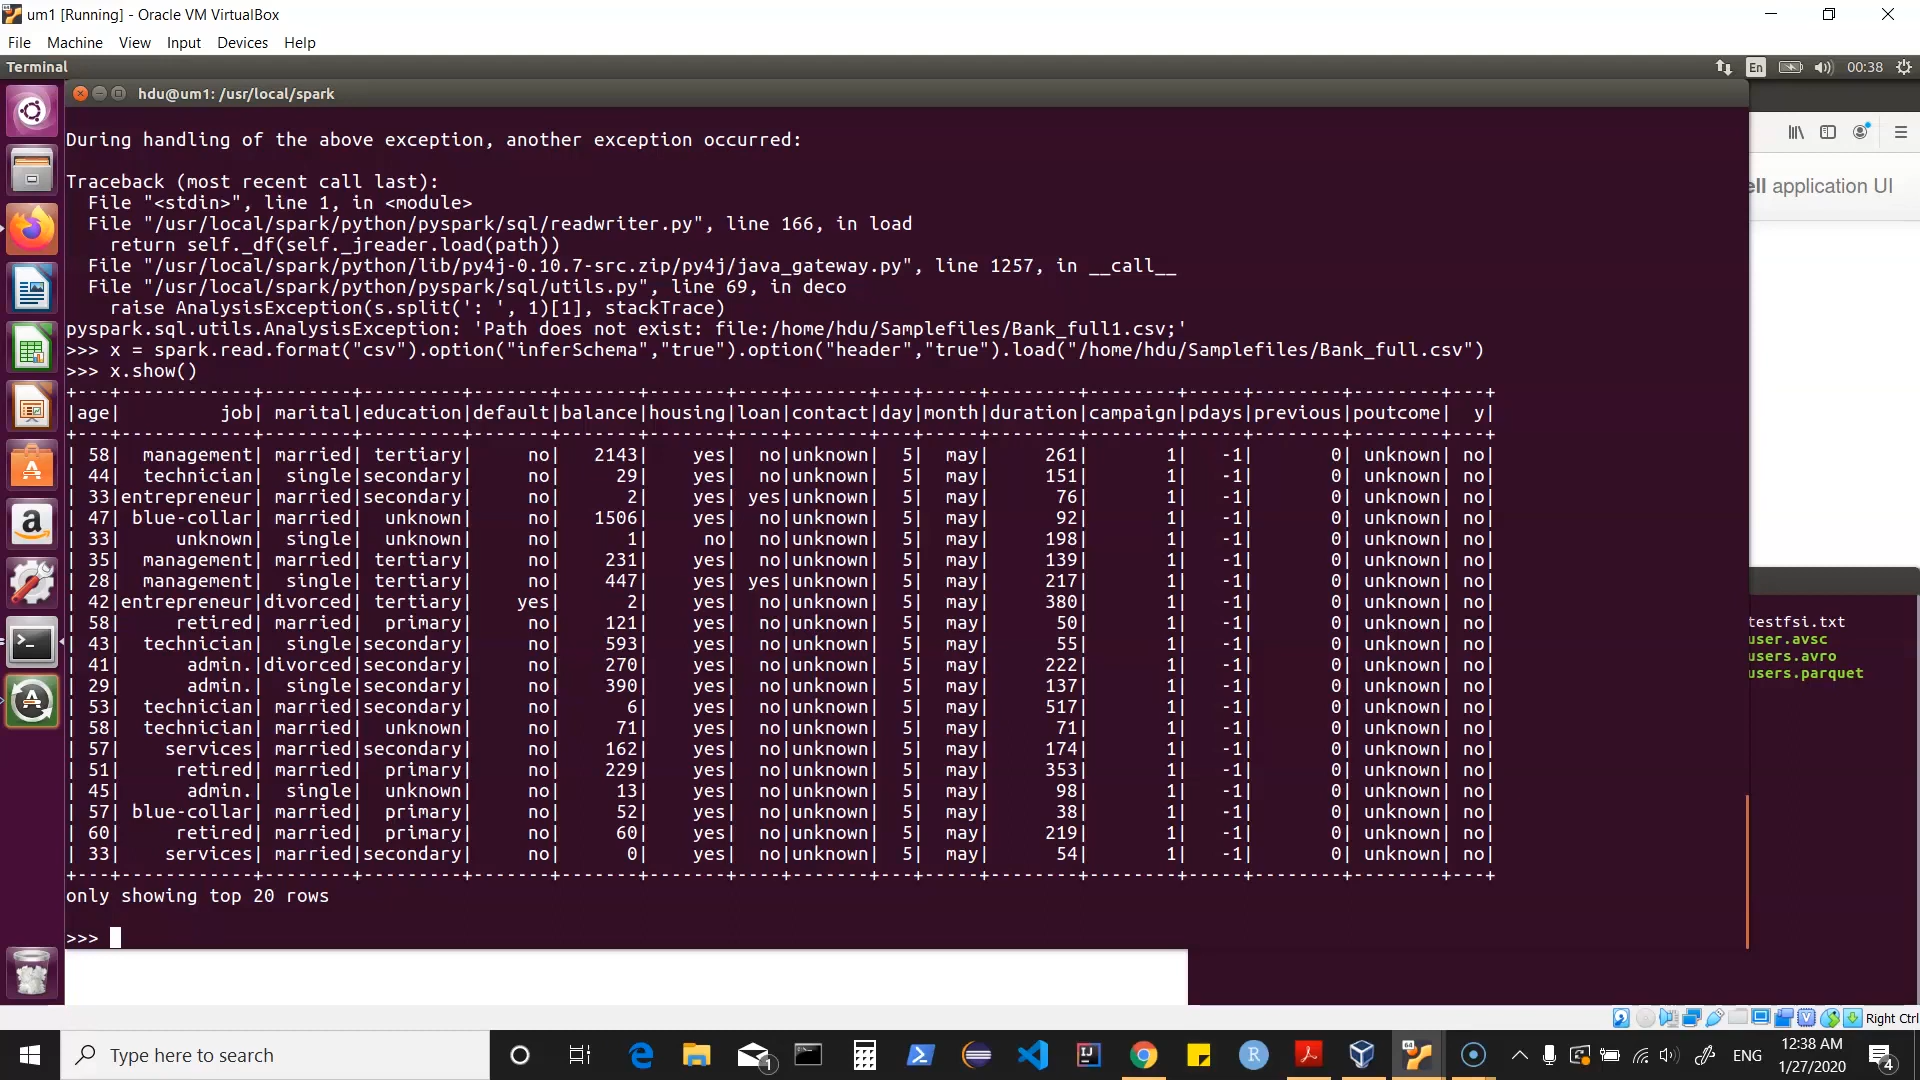 um1 [Running] - Oracle VM VirtualBox
File Machine View Input Devices Help
Terminal
En
00:38
hdu@um1: /usr/local/spark
During handling of the above exception, another exception occurred:
Traceback (most recent call last):
  File "<stdin>", line 1, in <module>
  File "/usr/local/spark/python/pyspark/sql/readwriter.py", line 166, in load
    return self._df(self._jreader.load(path))
  File "/usr/local/spark/python/lib/py4j-0.10.7-src.zip/py4j/java_gateway.py", line 1257, in __call__
  File "/usr/local/spark/python/pyspark/sql/utils.py", line 69, in deco
    raise AnalysisException(s.split(': ', 1)[1], stackTrace)
pyspark.sql.utils.AnalysisException: 'Path does not exist: file:/home/hdu/Samplefiles/Bank_full1.csv;'
>>> x = spark.read.format("csv").option("inferSchema","true").option("header","true").load("/home/hdu/Samplefiles/Bank_full.csv")
>>> x.show()
+---+------------+--------+---------+-------+-------+-------+----+-------+---+-----+--------+--------+-----+--------+--------+---+
|age|         job| marital|education|default|balance|housing|loan|contact|day|month|duration|campaign|pdays|previous|poutcome|  y|
+---+------------+--------+---------+-------+-------+-------+----+-------+---+-----+--------+--------+-----+--------+--------+---+
| 58|  management| married| tertiary|     no|   2143|    yes|  no|unknown|  5|  may|     261|       1|   -1|       0| unknown| no|
| 44|  technician|  single|secondary|     no|     29|    yes|  no|unknown|  5|  may|     151|       1|   -1|       0| unknown| no|
| 33|entrepreneur| married|secondary|     no|      2|    yes| yes|unknown|  5|  may|      76|       1|   -1|       0| unknown| no|
| 47| blue-collar| married|  unknown|     no|   1506|    yes|  no|unknown|  5|  may|      92|       1|   -1|       0| unknown| no|
| 33|     unknown|  single|  unknown|     no|      1|     no|  no|unknown|  5|  may|     198|       1|   -1|       0| unknown| no|
| 35|  management| married| tertiary|     no|    231|    yes|  no|unknown|  5|  may|     139|       1|   -1|       0| unknown| no|
| 28|  management|  single| tertiary|     no|    447|    yes| yes|unknown|  5|  may|     217|       1|   -1|       0| unknown| no|
| 42|entrepreneur|divorced| tertiary|    yes|      2|    yes|  no|unknown|  5|  may|     380|       1|   -1|       0| unknown| no|
| 58|     retired| married|  primary|     no|    121|    yes|  no|unknown|  5|  may|      50|       1|   -1|       0| unknown| no|
| 43|  technician|  single|secondary|     no|    593|    yes|  no|unknown|  5|  may|      55|       1|   -1|       0| unknown| no|
| 41|      admin.|divorced|secondary|     no|    270|    yes|  no|unknown|  5|  may|     222|       1|   -1|       0| unknown| no|
| 29|      admin.|  single|secondary|     no|    390|    yes|  no|unknown|  5|  may|     137|       1|   -1|       0| unknown| no|
| 53|  technician| married|secondary|     no|      6|    yes|  no|unknown|  5|  may|     517|       1|   -1|       0| unknown| no|
| 58|  technician| married|  unknown|     no|     71|    yes|  no|unknown|  5|  may|      71|       1|   -1|       0| unknown| no|
| 57|    services| married|secondary|     no|    162|    yes|  no|unknown|  5|  may|     174|       1|   -1|       0| unknown| no|
| 51|     retired| married|  primary|     no|    229|    yes|  no|unknown|  5|  may|     353|       1|   -1|       0| unknown| no|
| 45|      admin.|  single|  unknown|     no|     13|    yes|  no|unknown|  5|  may|      98|       1|   -1|       0| unknown| no|
| 57| blue-collar| married|  primary|     no|     52|    yes|  no|unknown|  5|  may|      38|       1|   -1|       0| unknown| no|
| 60|     retired| married|  primary|     no|     60|    yes|  no|unknown|  5|  may|     219|       1|   -1|       0| unknown| no|
| 33|    services| married|secondary|     no|      0|    yes|  no|unknown|  5|  may|      54|       1|   -1|       0| unknown| no|
+---+------------+--------+---------+-------+-------+-------+----+-------+---+-----+--------+--------+-----+--------+--------+---+
only showing top 20 rows
>>>
ell application UI
testfsi.txt
user.avsc
users.avro
users.parquet
Right Ctrl
Type here to search
1
ENG
12:38 AM
1/27/2020
4